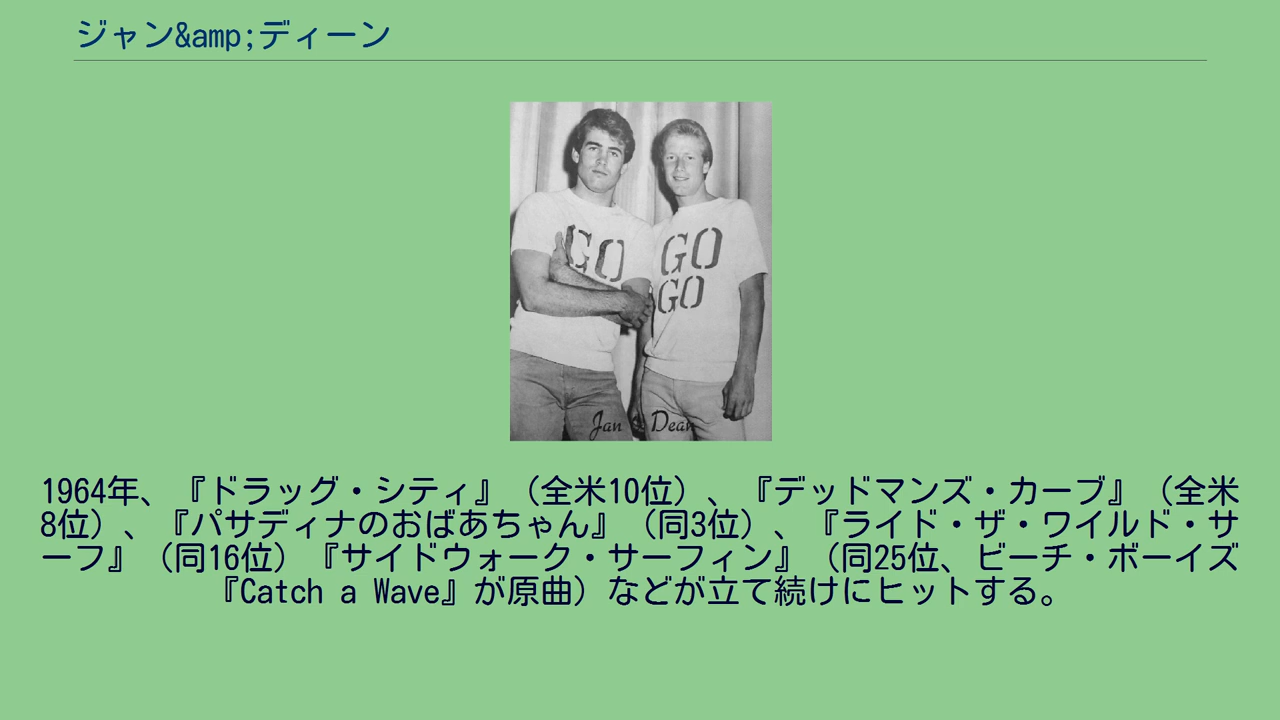 ジャン&amp;ディーン
GO
GO
GO
Jan & Dean
1964年、『ドラッグ・シティ』（全米10位）、『デッドマンズ・カーブ』（全米
8位）、『パサディナのおばあちゃん』（同3位）、『ライド・ザ・ワイルド・サ
ーフ』（同16位）『サイドウォーク・サーフィン』（同25位、ビーチ・ボーイズ
『Catch a Wave』が原曲）などが立て続けにヒットする。